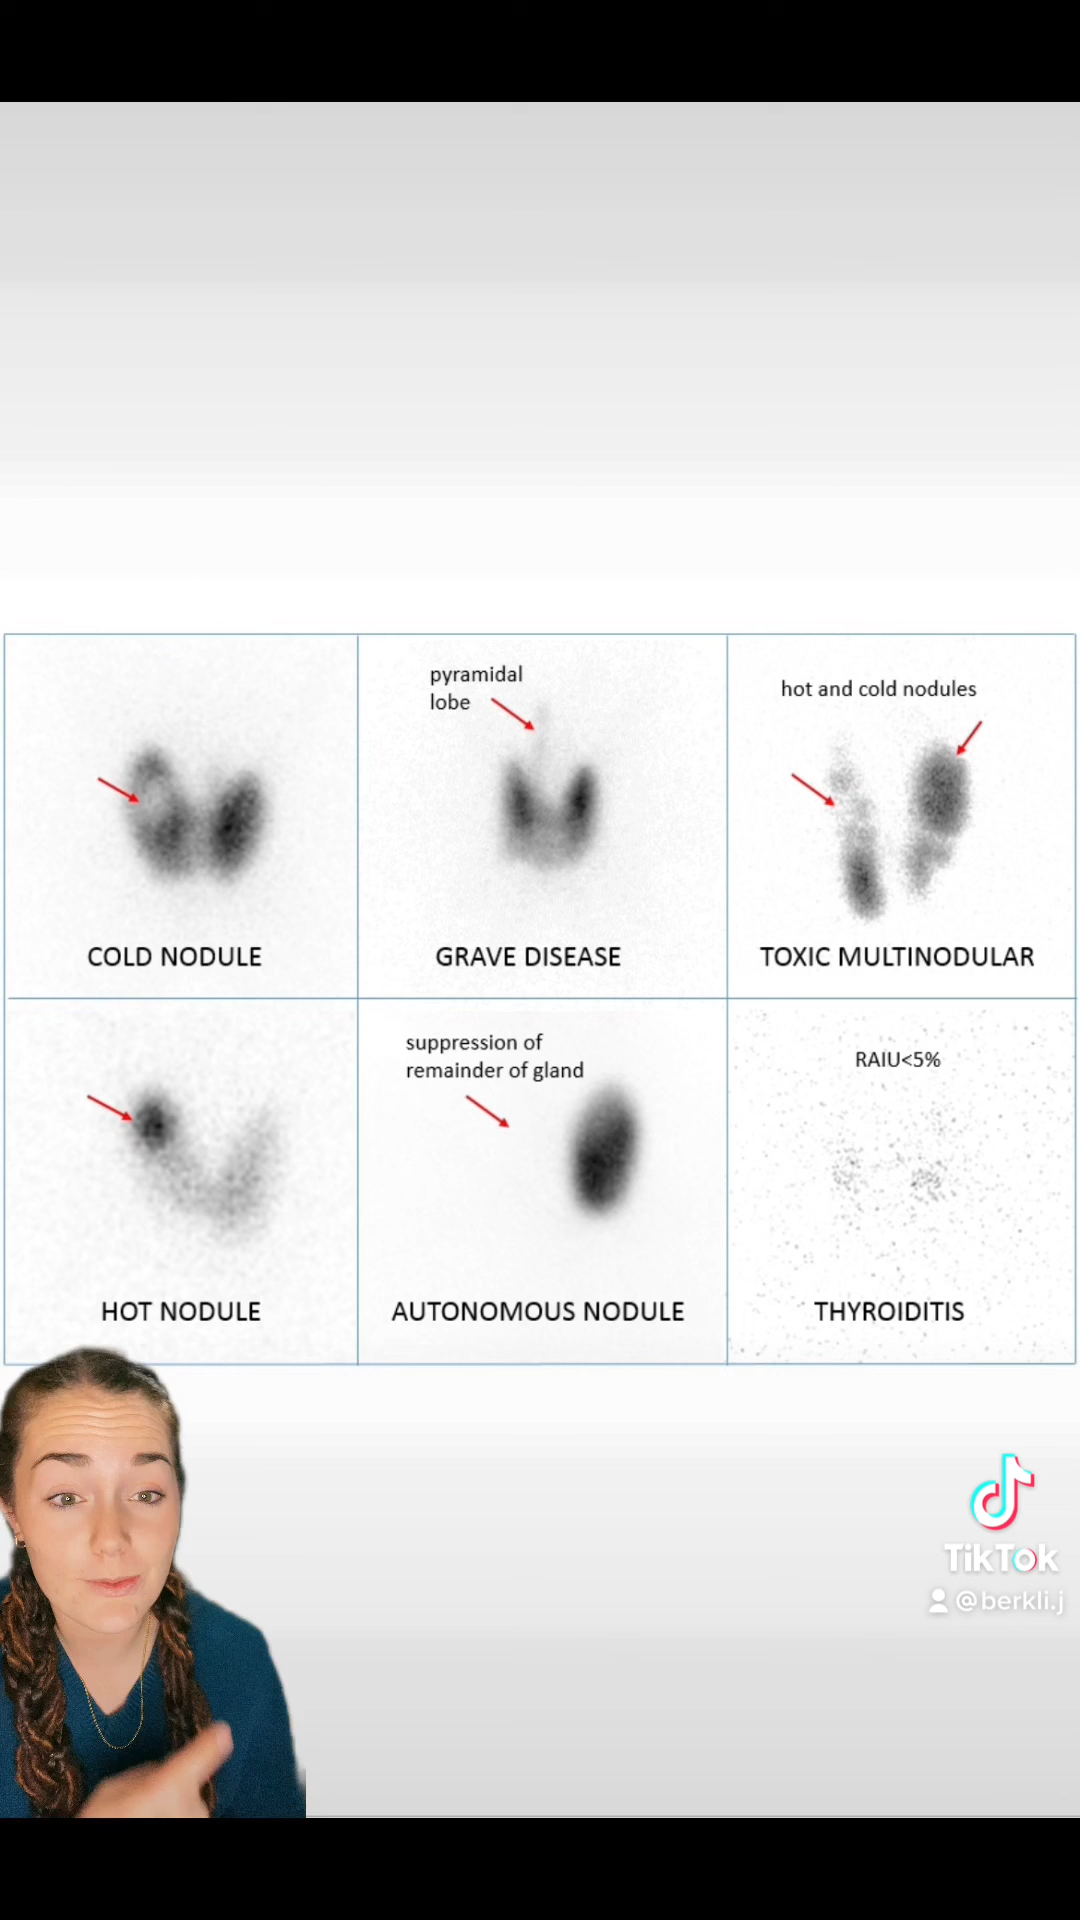 pyramidal
lobe
hot and cold nodules
COLD NODULE
GRAVE DISEASE
TOXIC MULTINODULAR
suppression of
remainder of gland
RAIU<5%
HOT NODULE
AUTONOMOUS NODULE
THYROIDITIS
TikTok
@berkli.j